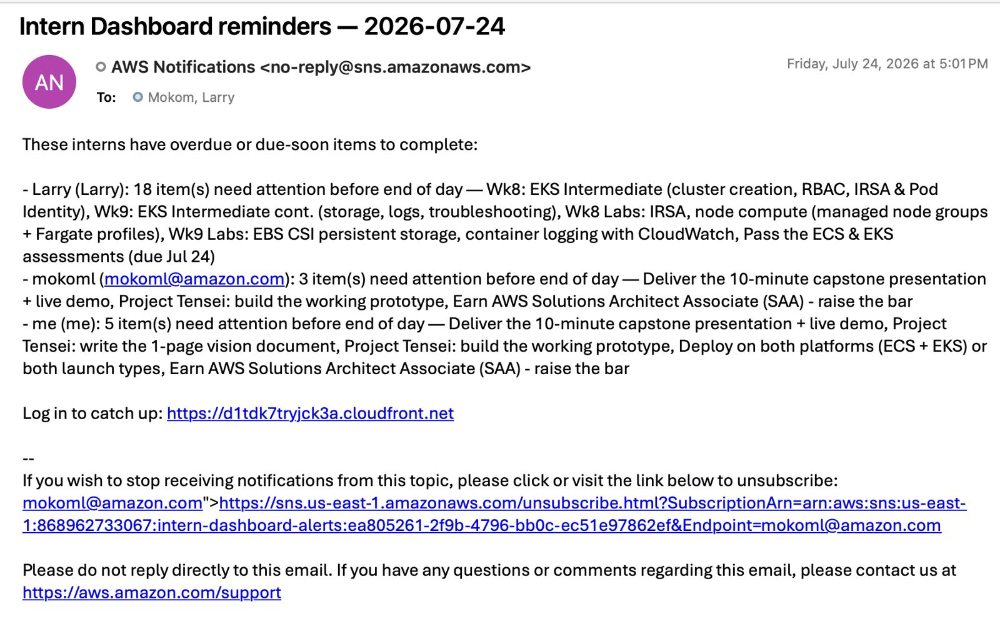 Intern Dashboard reminders — 2026-07-24
AN
AWS Notifications <no-reply@sns.amazonaws.com>
Friday, July 24, 2026 at 5:01 PM
To: Mokom, Larry
These interns have overdue or due-soon items to complete:
- Larry (Larry): 18 item(s) need attention before end of day — Wk8: EKS Intermediate (cluster creation, RBAC, IRSA & Pod
Identity), Wk9: EKS Intermediate cont. (storage, logs, troubleshooting), Wk8 Labs: IRSA, node compute (managed node groups
+ Fargate profiles), Wk9 Labs: EBS CSI persistent storage, container logging with CloudWatch, Pass the ECS & EKS
assessments (due Jul 24)
- mokoml (mokoml@amazon.com): 3 item(s) need attention before end of day — Deliver the 10-minute capstone presentation
+ live demo, Project Tensei: build the working prototype, Earn AWS Solutions Architect Associate (SAA) - raise the bar
- me (me): 5 item(s) need attention before end of day — Deliver the 10-minute capstone presentation + live demo, Project
Tensei: write the 1-page vision document, Project Tensei: build the working prototype, Deploy on both platforms (ECS + EKS) or
both launch types, Earn AWS Solutions Architect Associate (SAA) - raise the bar
Log in to catch up: https://d1tdk7tryjck3a.cloudfront.net
--
If you wish to stop receiving notifications from this topic, please click or visit the link below to unsubscribe:
mokoml@amazon.com">https://sns.us-east-1.amazonaws.com/unsubscribe.html?SubscriptionArn=arn:aws:sns:us-east-
1:868962733067:intern-dashboard-alerts:ea805261-2f9b-4796-bb0c-ec51e97862ef&Endpoint=mokoml@amazon.com
Please do not reply directly to this email. If you have any questions or comments regarding this email, please contact us at
https://aws.amazon.com/support